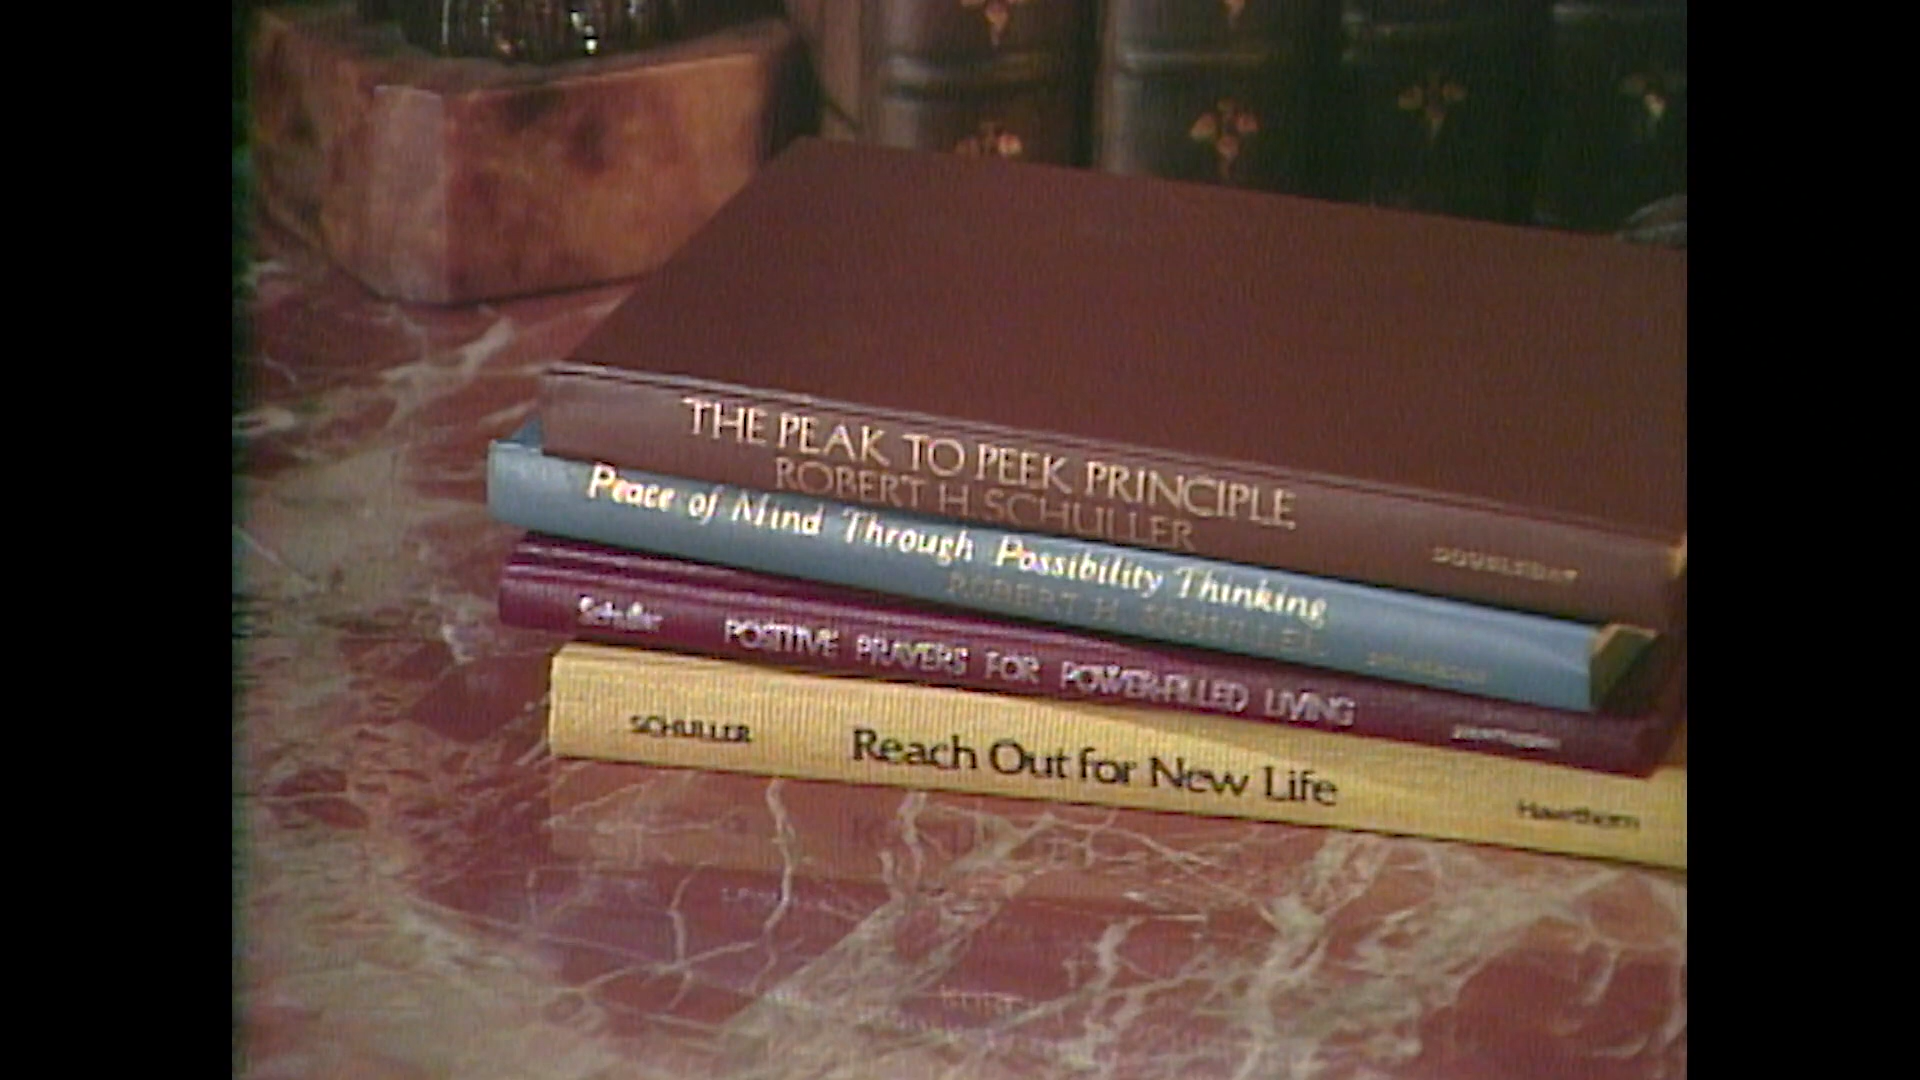 THE PEAK TO PEEK PRINCIPLE
ROBERT H. SCHULLER
DOUBLEDAY
Peace of Mind Through Possibility Thinking
ROBERT H. SCHULLER
Schuller POSITIVE PRAYERS FOR POWER-FILLED LIVING
SCHULLER Reach Out for New Life Hawthorn